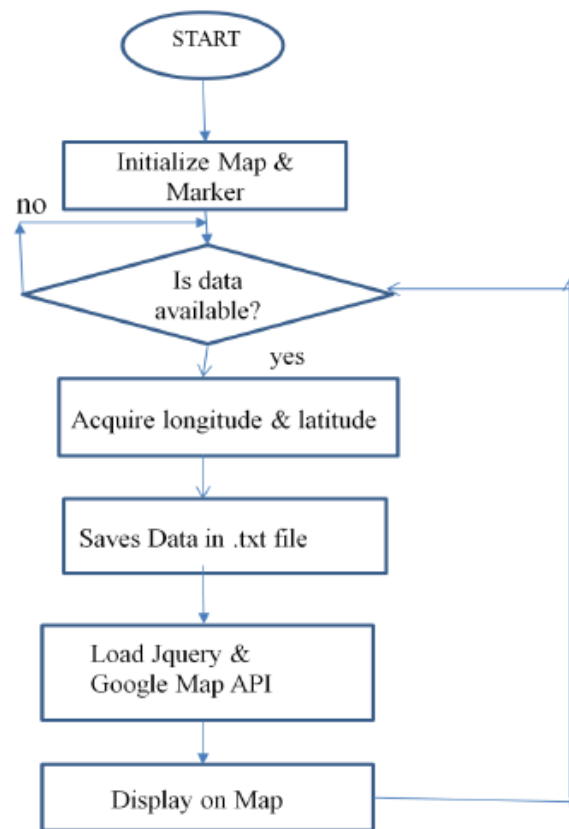 START
Initialize Map &
Marker
no
Is data
available?
yes
Acquire longitude & latitude
Saves Data in .txt file
Load Jquery &
Google Map API
Display on Map